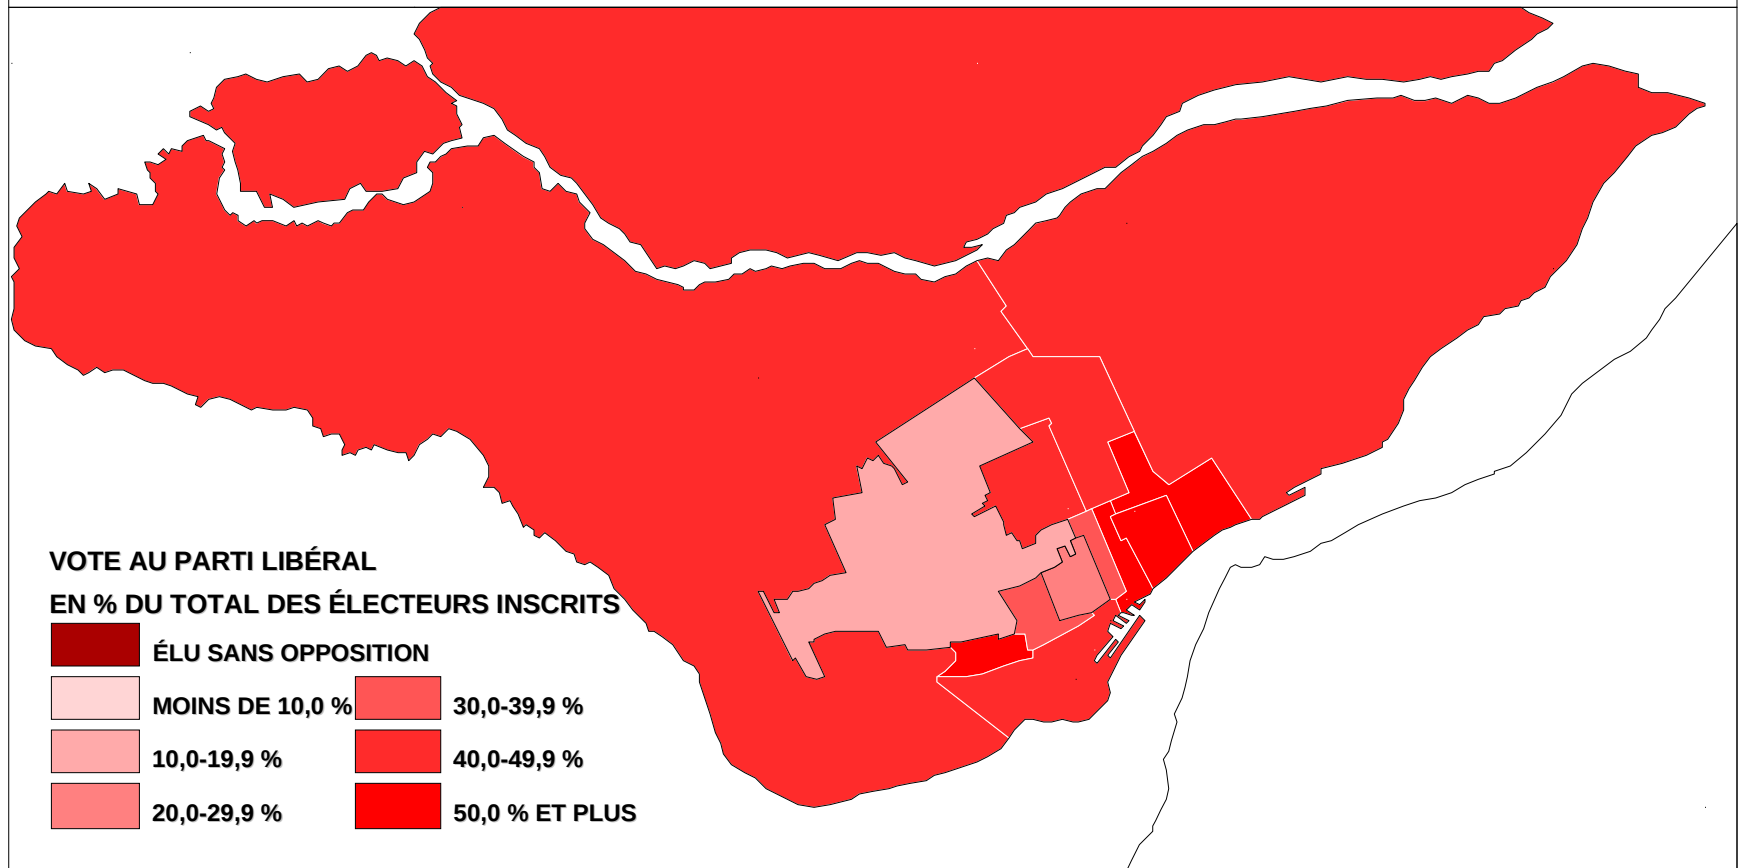 VOTE AU PARTI LIBÉRAL
EN % DU TOTAL DES ÉLECTEURS INSCRITS
ÉLU SANS OPPOSITION
MOINS DE 10,0 %
30,0-39,9 %
10,0-19,9 %
40,0-49,9 %
20,0-29,9 %
50,0 % ET PLUS